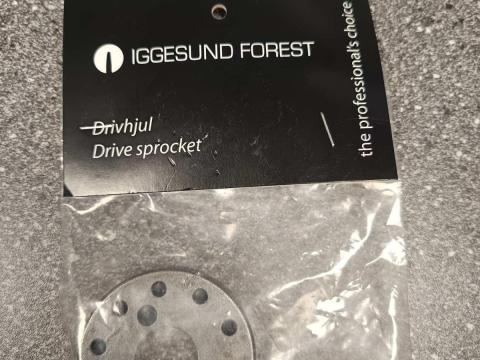 IGGESUND FOREST
Drivhjul
Drive sprocket
the professional's choice